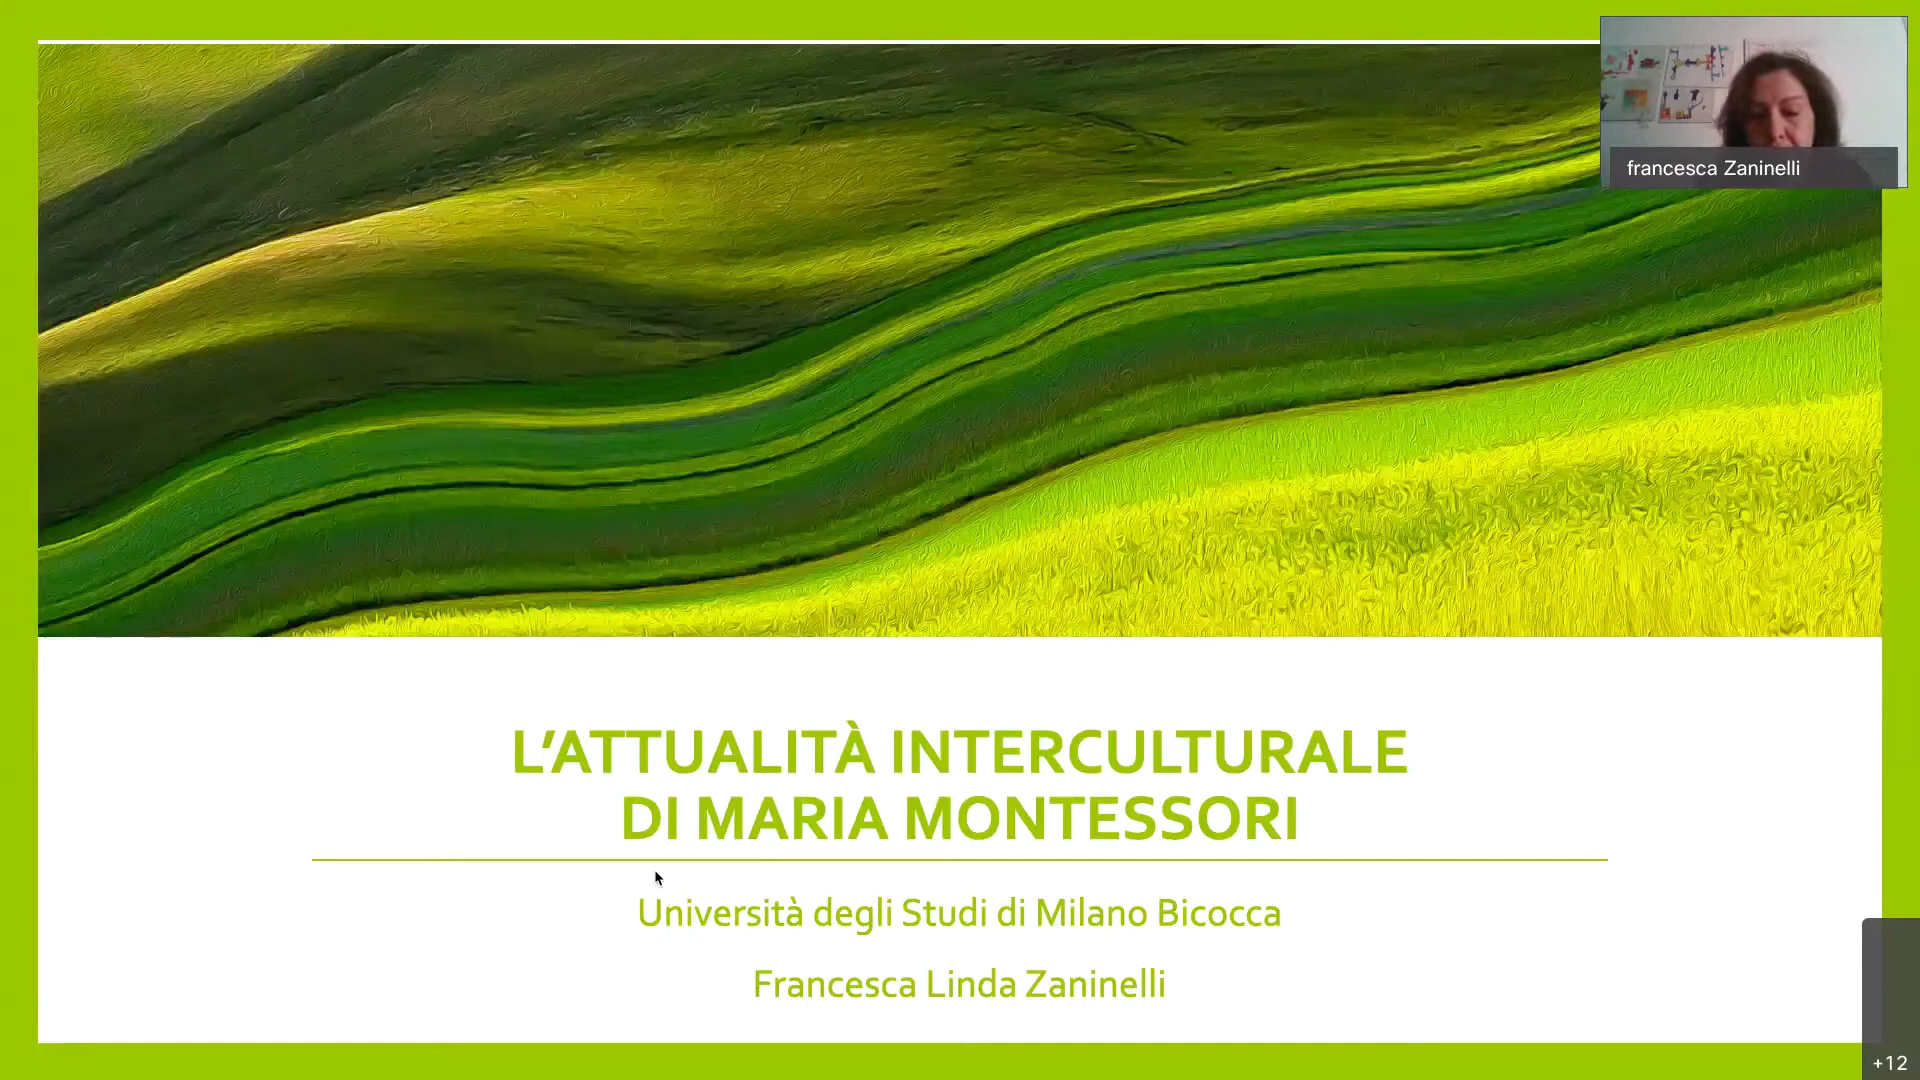 francesca Zaninelli
L’ATTUALITÀ INTERCULTURALE
DI MARIA MONTESSORI
Università degli Studi di Milano Bicocca
Francesca Linda Zaninelli
+12